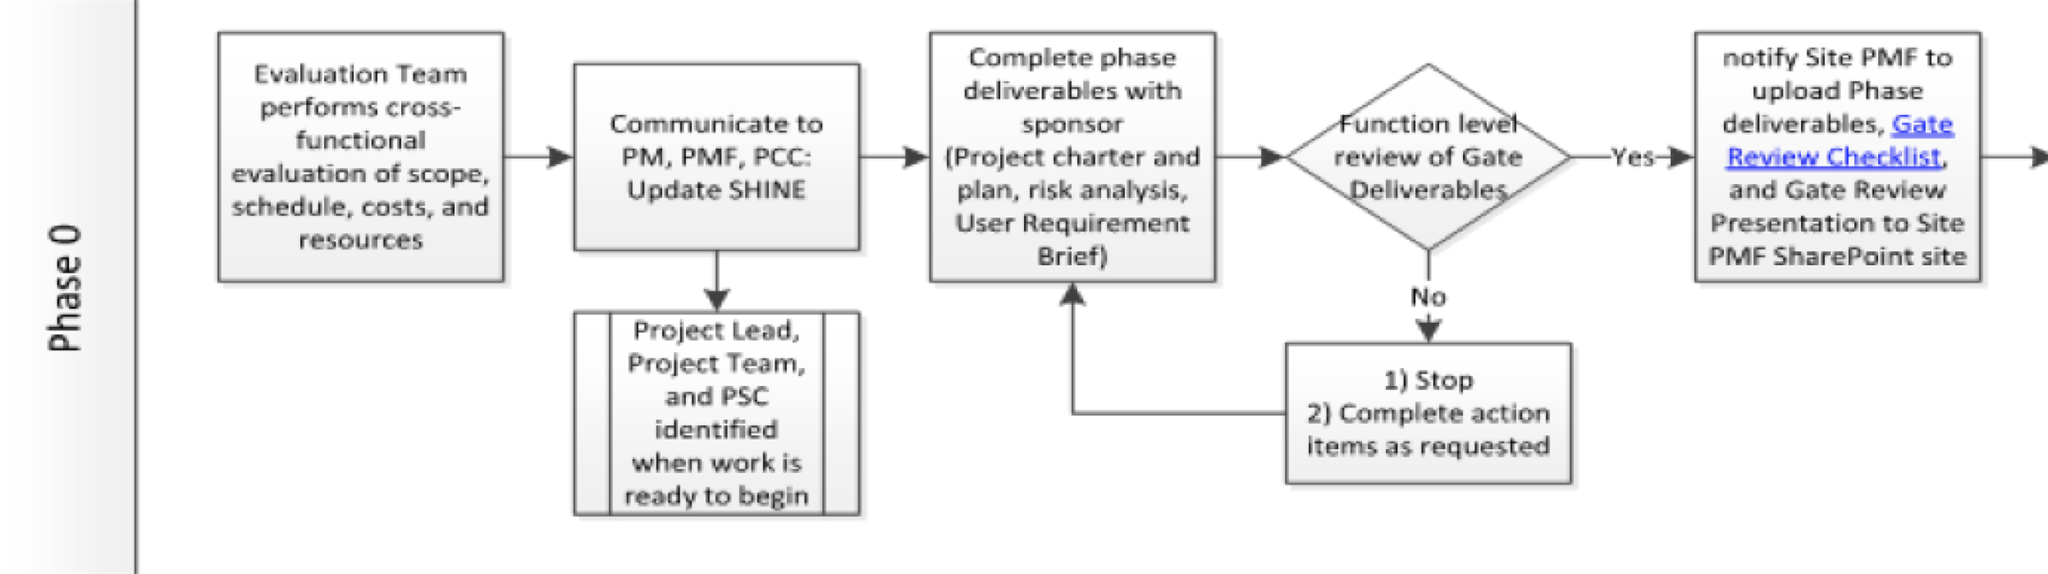 Phase 0
Evaluation Team
performs cross-
functional
evaluation of scope,
schedule, costs, and
resources
Communicate to
PM, PMF, PCC:
Update SHINE
Project Lead,
Project Team,
and PSC
identified
when work is
ready to begin
Complete phase
deliverables with
sponsor
(Project charter and
plan, risk analysis,
User Requirement
Brief)
Function level
review of Gate
Deliverables
Yes
No
1) Stop
2) Complete action
items as requested
notify Site PMF to
upload Phase
deliverables, Gate
Review Checklist,
and Gate Review
Presentation to Site
PMF SharePoint site